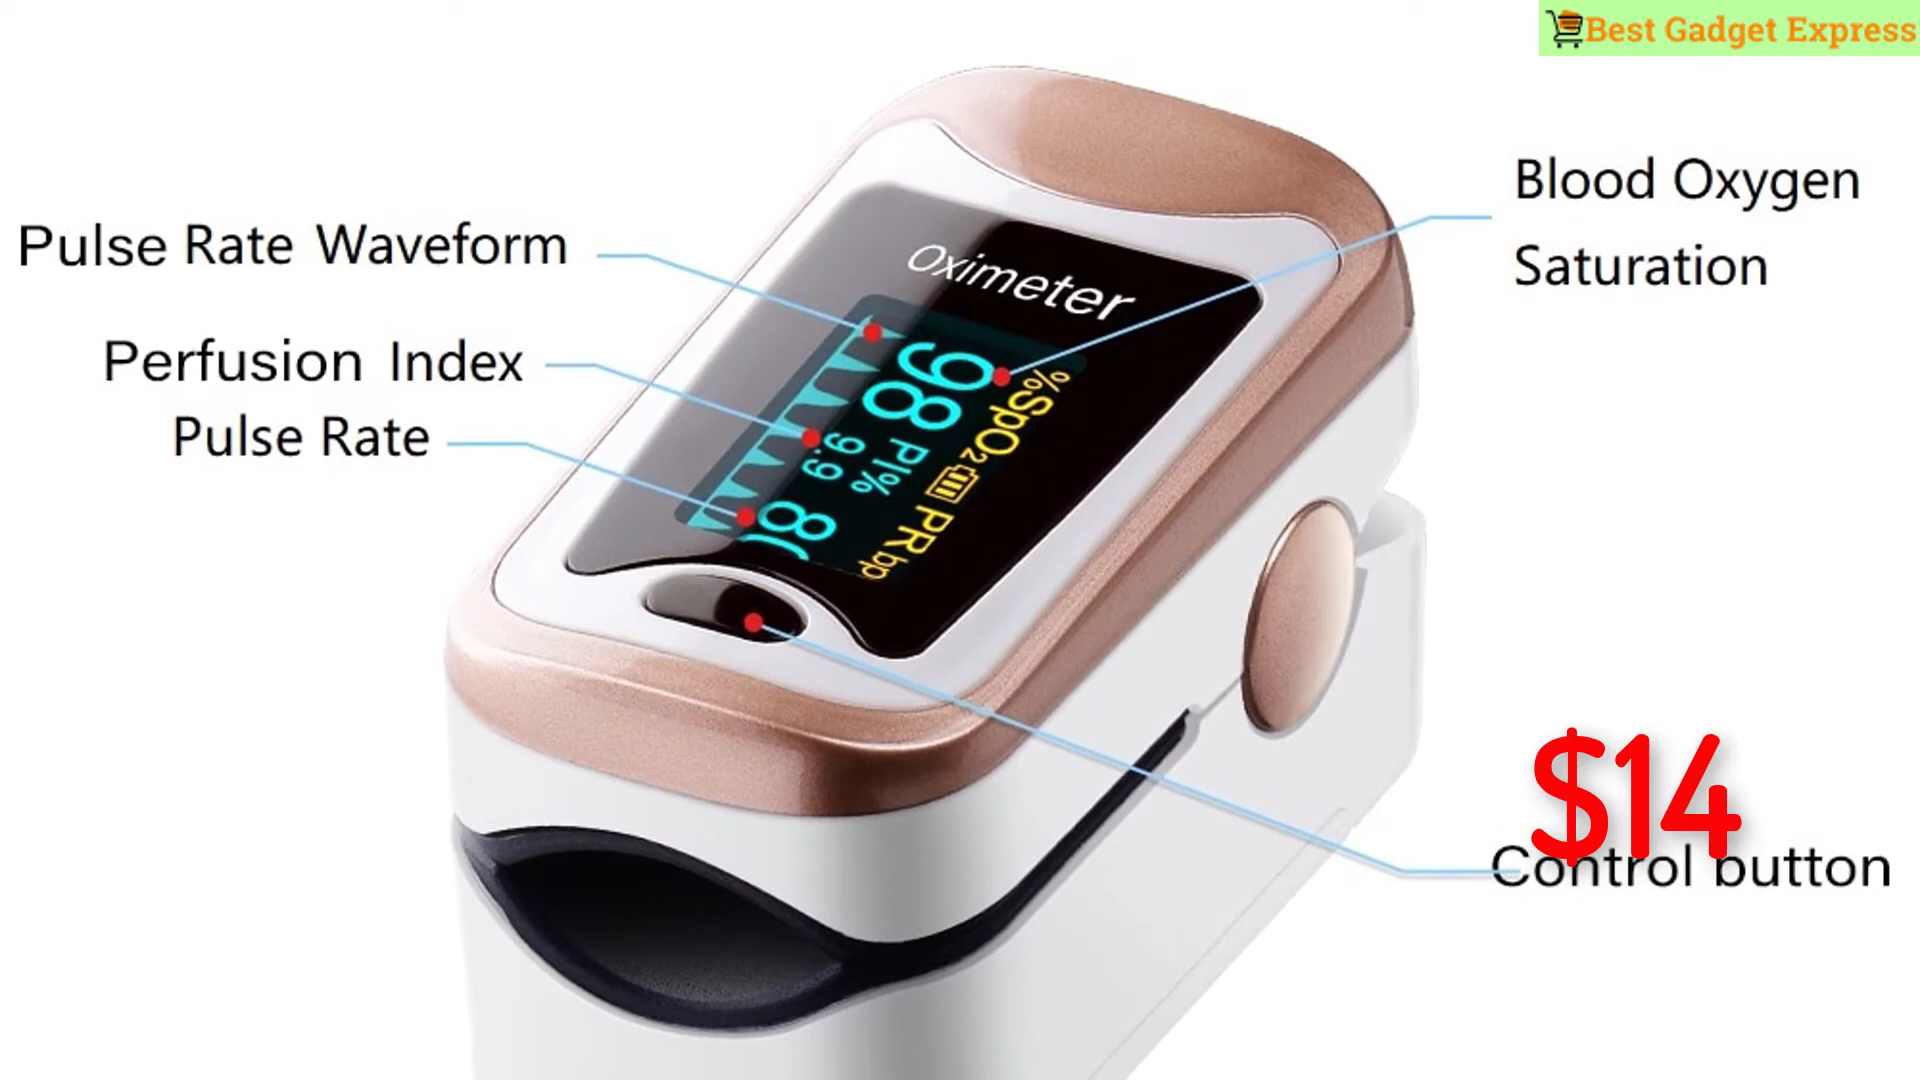 Best Gadget Express
Blood Oxygen
Saturation
Pulse Rate Waveform
Perfusion Index
Pulse Rate
Oximeter
%SpO₂
98
PI%
9.9
PR
$14
Control button